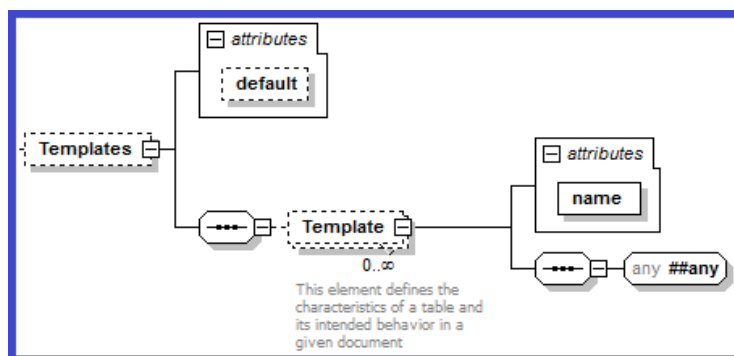 attributes
default
Templates
attributes
name
Template
0..∞
any ##any
This element defines the
characteristics of a table and
its intended behavior in a
given document